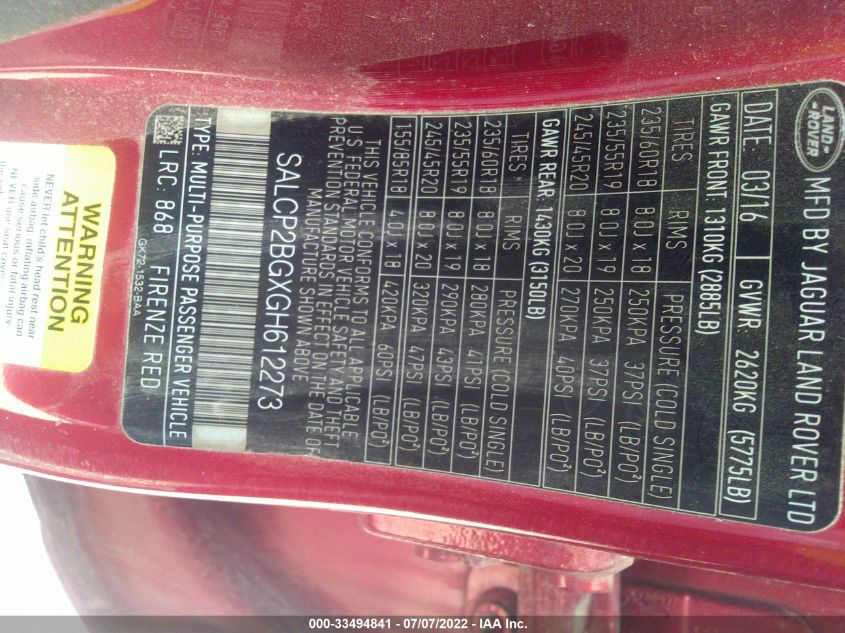 LAND-
ROVER
MFD BY JAGUAR LAND ROVER LTD
DATE: 03/16 GVWR: 2620KG (5775LB)
GAWR FRONT: 1310KG (2885LB)
TIRES RIMS PRESSURE (COLD SINGLE)
235/60R18 8.0J x 18 250KPA 37PSI (LB/PO²)
235/55R19 8.0J x 19 250KPA 37PSI (LB/PO²)
245/45R20 8.0J x 20 270KPA 40PSI (LB/PO²)
GAWR REAR: 1430KG (3150LB)
TIRES RIMS PRESSURE (COLD SINGLE)
235/60R18 8.0J x 18 280KPA 41PSI (LB/PO²)
235/55R19 8.0J x 19 290KPA 43PSI (LB/PO²)
245/45R20 8.0J x 20 320KPA 47PSI (LB/PO²)
155/85R18 4.0J x 18 420KPA 60PSI (LB/PO²)
THIS VEHICLE CONFORMS TO ALL APPLICABLE
U.S FEDERAL MOTOR VEHICLE SAFETY AND THEFT
PREVENTION STANDARDS IN EFFECT ON THE DATE OF
MANUFACTURE SHOWN ABOVE
SALCP2BGXGH612273
TYPE: MULTI-PURPOSE PASSENGER VEHICLE
LRC: 868 FIRENZE RED
GK72-1532-BAA
WARNING
ATTENTION
NEVER let child's head rest near
side airbag, inflating airbag can
cause serious or fatal injury
NEVER use seat cover
000-33494841 - 07/07/2022 - IAA Inc.